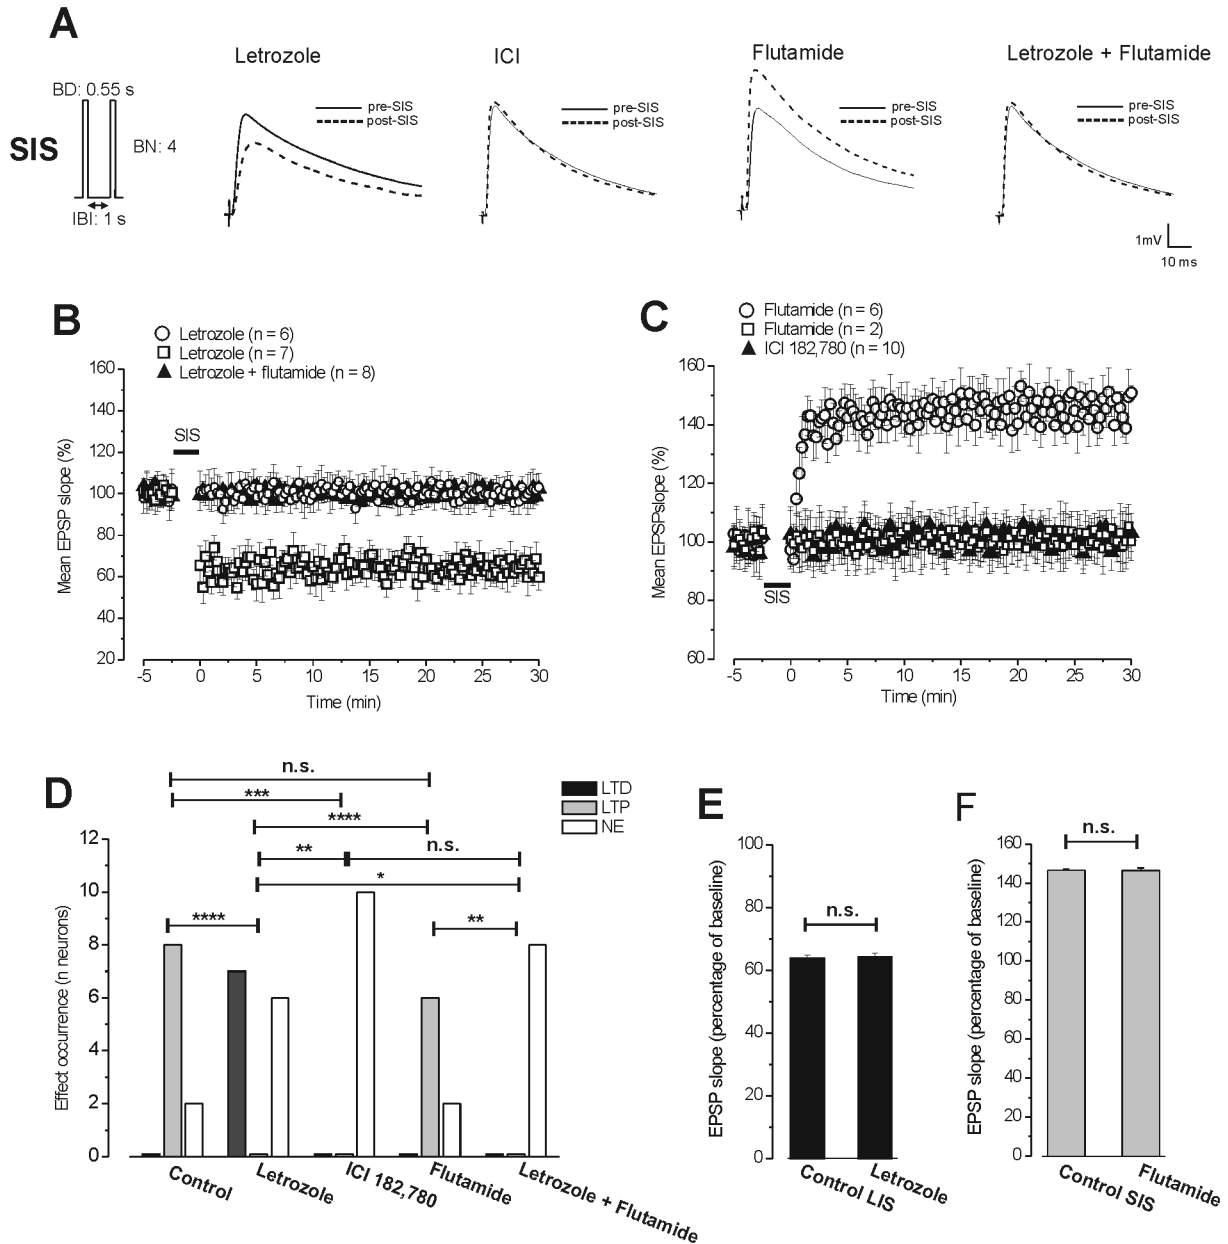 A
Letrozole
ICI
Flutamide
Letrozole + Flutamide
BD: 0.55 s
SIS
BN: 4
IBI: 1 s
pre-SIS
post-SIS
pre-SIS
post-SIS
pre-SIS
post-SIS
pre-SIS
post-SIS
1mV
10 ms
B
Letrozole (n = 6)
Letrozole (n = 7)
Letrozole + flutamide (n = 8)
160
140
120
100
80
60
40
20
Mean EPSP slope (%)
SIS
-5 0 5 10 15 20 25 30
Time (min)
C
Flutamide (n = 6)
Flutamide (n = 2)
ICI 182,780 (n = 10)
160
140
120
100
80
60
Mean EPSPslope (%)
SIS
-5 0 5 10 15 20 25 30
Time (min)
D
n.s.
***
****
** n.s.
*
**** **
LTD
LTP
NE
12
10
8
6
4
2
0
Effect occurrence (n neurons)
Control
Letrozole
ICI 182,780
Flutamide
Letrozole + Flutamide
E
n.s.
100
80
60
40
20
0
EPSP slope (percentage of baseline)
Control LIS
Letrozole
F
n.s.
160
140
120
100
80
60
40
20
0
EPSP slope (percentage of baseline)
Control SIS
Flutamide